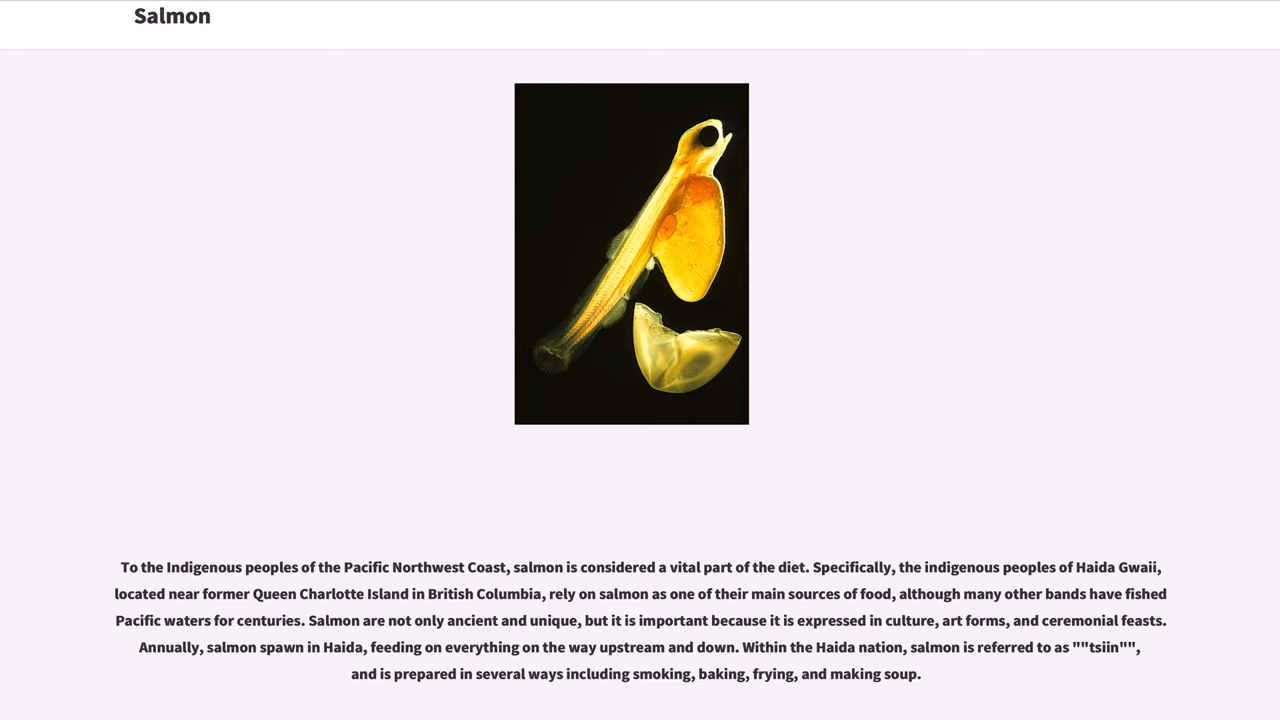 Salmon
To the Indigenous peoples of the Pacific Northwest Coast, salmon is considered a vital part of the diet. Specifically, the indigenous peoples of Haida Gwaii,
located near former Queen Charlotte Island in British Columbia, rely on salmon as one of their main sources of food, although many other bands have fished
Pacific waters for centuries. Salmon are not only ancient and unique, but it is important because it is expressed in culture, art forms, and ceremonial feasts.
Annually, salmon spawn in Haida, feeding on everything on the way upstream and down. Within the Haida nation, salmon is referred to as ""tsiin"",
and is prepared in several ways including smoking, baking, frying, and making soup.